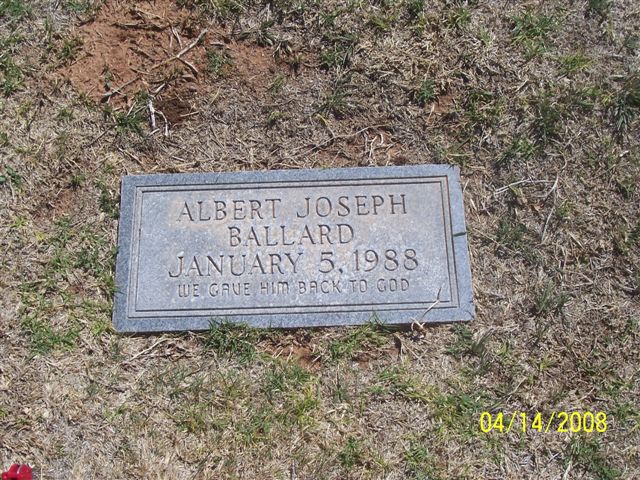 ALBERT JOSEPH
BALLARD
JANUARY 5, 1988
WE GAVE HIM BACK TO GOD
04/14/2008